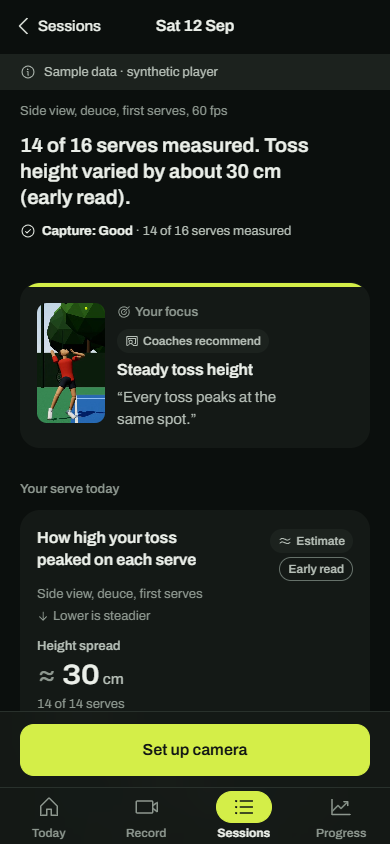 Sessions
Sat 12 Sep
Sample data · synthetic player
Side view, deuce, first serves, 60 fps
14 of 16 serves measured. Toss
height varied by about 30 cm
(early read).
Capture: Good · 14 of 16 serves measured
Your focus
Coaches recommend
Steady toss height
“Every toss peaks at the
same spot.”
Your serve today
How high your toss
peaked on each serve
≈ Estimate
Early read
Side view, deuce, first serves
↓ Lower is steadier
Height spread
≈ 30 cm
14 of 14 serves
Set up camera
Today
Record
Sessions
Progress